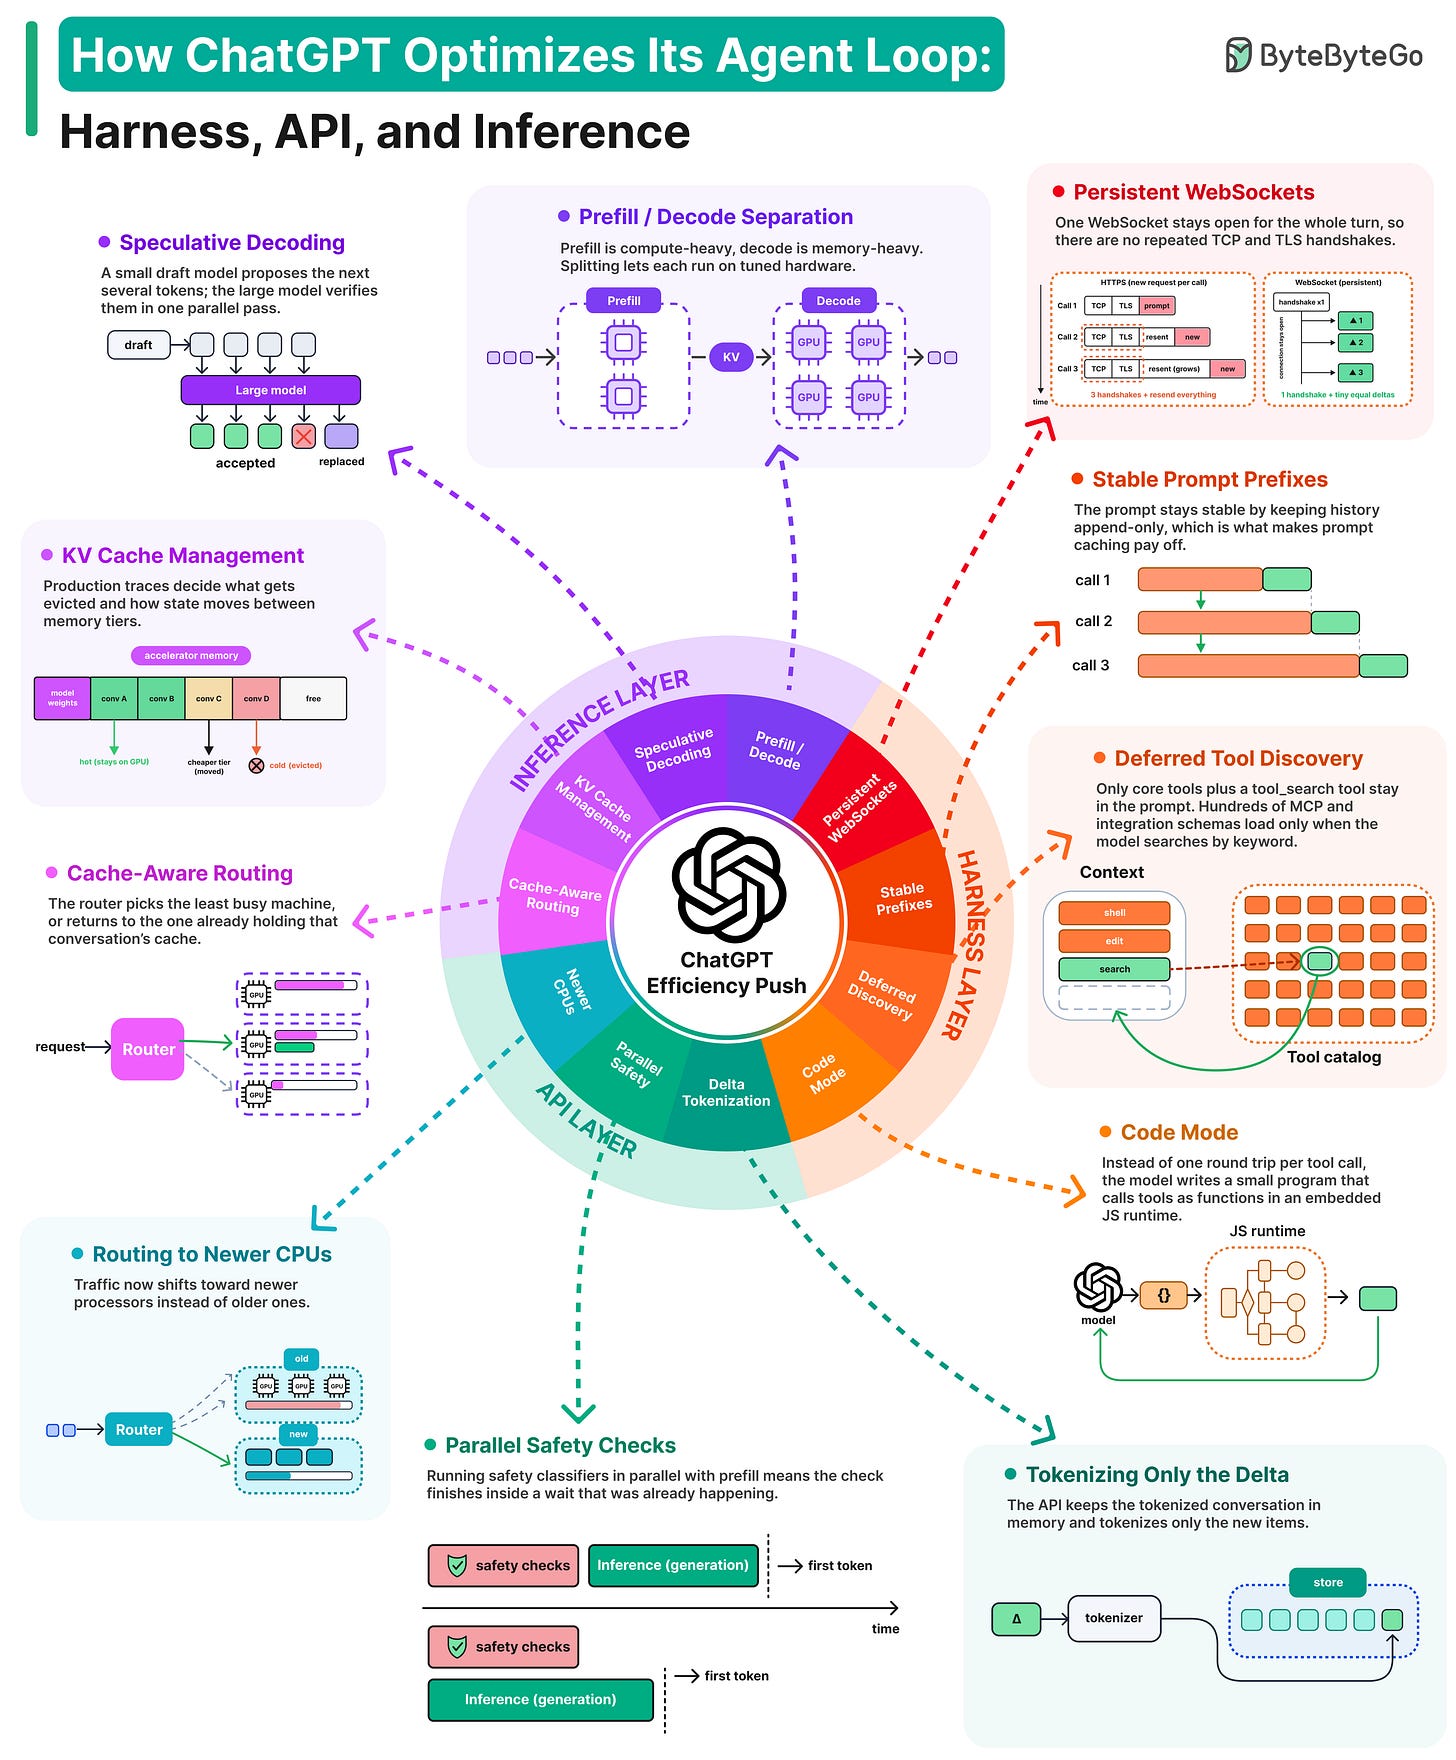 How ChatGPT Optimizes Its Agent Loop:
Harness, API, and Inference
ByteByteGo
Speculative Decoding
A small draft model proposes the next
several tokens; the large model verifies
them in one parallel pass.
draft
Large model
accepted
replaced
Prefill / Decode Separation
Prefill is compute-heavy, decode is memory-heavy.
Splitting lets each run on tuned hardware.
Prefill
KV
Decode
GPU
GPU
GPU
GPU
Persistent WebSockets
One WebSocket stays open for the whole turn, so
there are no repeated TCP and TLS handshakes.
HTTPS (new request per call)
Call 1
TCP
TLS
prompt
Call 2
TCP
TLS
resent
new
Call 3
TCP
TLS
resent (grows)
new
3 handshakes + resend everything
time
WebSocket (persistent)
handshake x1
connection stays open
▲ 1
▲ 2
▲ 3
1 handshake + tiny equal deltas
Stable Prompt Prefixes
The prompt stays stable by keeping history
append-only, which is what makes prompt
caching pay off.
call 1
call 2
call 3
KV Cache Management
Production traces decide what gets
evicted and how state moves between
memory tiers.
accelerator memory
model
weights
conv A
conv B
conv C
conv D
free
hot (stays on GPU)
cheaper tier
(moved)
cold (evicted)
Deferred Tool Discovery
Only core tools plus a tool_search tool stay
in the prompt. Hundreds of MCP and
integration schemas load only when the
model searches by keyword.
Context
shell
edit
search
Tool catalog
Cache-Aware Routing
The router picks the least busy machine,
or returns to the one already holding that
conversation's cache.
request
Router
GPU
GPU
GPU
INFERENCE LAYER
HARNESS LAYER
API LAYER
Speculative
Decoding
Prefill /
Decode
Persistent
WebSockets
Stable
Prefixes
Deferred
Discovery
Code
Mode
Delta
Tokenization
Parallel
Safety
Newer
CPUs
Cache-Aware
Routing
KV Cache
Management
ChatGPT
Efficiency Push
Code Mode
Instead of one round trip per tool call,
the model writes a small program that
calls tools as functions in an embedded
JS runtime.
JS runtime
model
{}
Routing to Newer CPUs
Traffic now shifts toward newer
processors instead of older ones.
Router
old
GPU
GPU
GPU
new
Parallel Safety Checks
Running safety classifiers in parallel with prefill means the check
finishes inside a wait that was already happening.
safety checks
Inference (generation)
first token
time
safety checks
Inference (generation)
first token
Tokenizing Only the Delta
The API keeps the tokenized conversation in
memory and tokenizes only the new items.
Δ
tokenizer
store